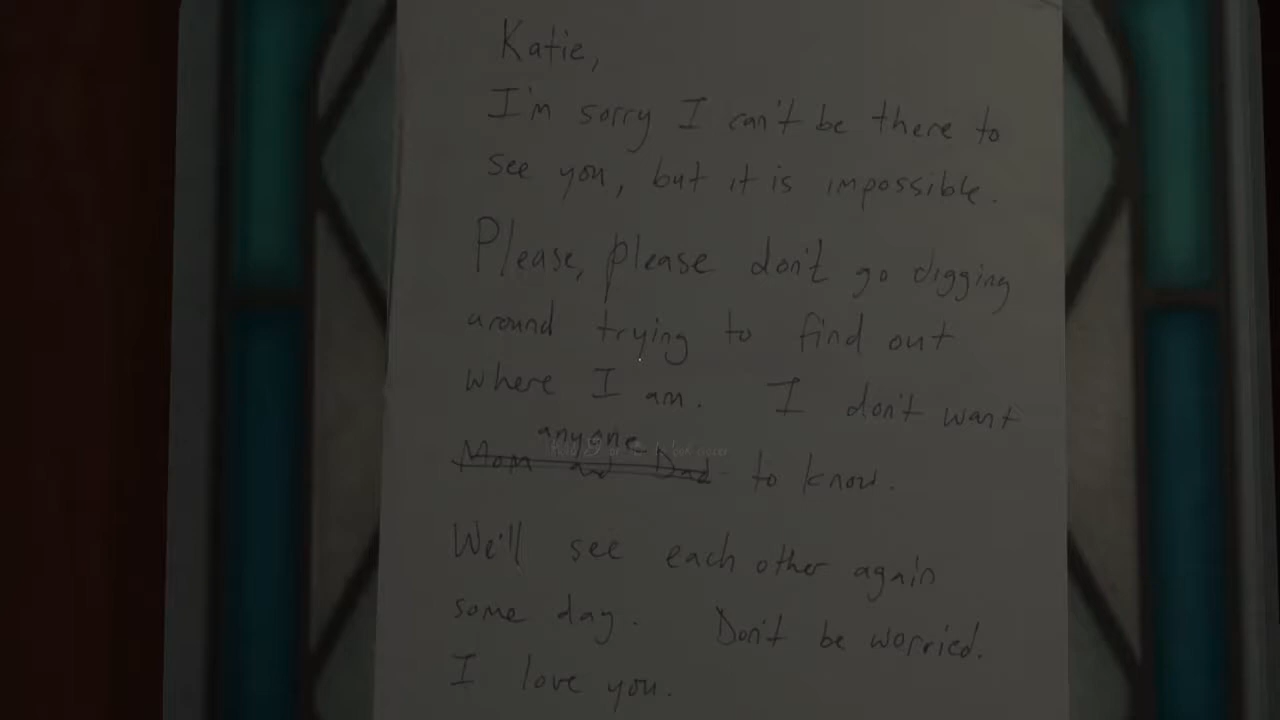 Katie,
I'm sorry I can't be there to
see you, but it is impossible.
Please, please don't go digging
around trying to find out
where I am. I don't want
anyone
Mom and Dad to know.
We'll see each other again
some day. Don't be worried.
I love you.